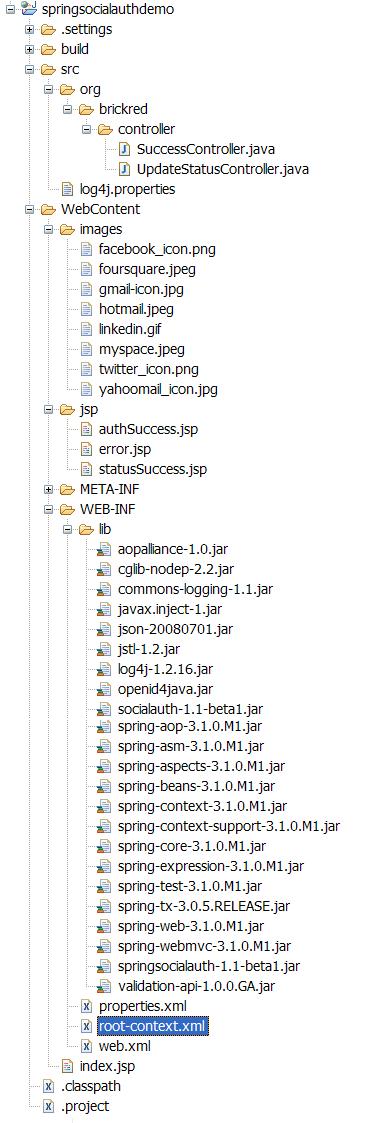 springsocialauthdemo
.settings
build
src
org
brickred
controller
SuccessController.java
UpdateStatusController.java
log4j.properties
WebContent
images
facebook_icon.png
foursquare.jpeg
gmail-icon.jpg
hotmail.jpeg
linkedin.gif
myspace.jpeg
twitter_icon.png
yahoomail_icon.jpg
jsp
authSuccess.jsp
error.jsp
statusSuccess.jsp
META-INF
WEB-INF
lib
aopalliance-1.0.jar
cglib-nodep-2.2.jar
commons-logging-1.1.jar
javax.inject-1.jar
json-20080701.jar
jstl-1.2.jar
log4j-1.2.16.jar
openid4java.jar
socialauth-1.1-beta1.jar
spring-aop-3.1.0.M1.jar
spring-asm-3.1.0.M1.jar
spring-aspects-3.1.0.M1.jar
spring-beans-3.1.0.M1.jar
spring-context-3.1.0.M1.jar
spring-context-support-3.1.0.M1.jar
spring-core-3.1.0.M1.jar
spring-expression-3.1.0.M1.jar
spring-test-3.1.0.M1.jar
spring-tx-3.0.5.RELEASE.jar
spring-web-3.1.0.M1.jar
spring-webmvc-3.1.0.M1.jar
springsocialauth-1.1-beta1.jar
validation-api-1.0.0.GA.jar
properties.xml
root-context.xml
web.xml
index.jsp
.classpath
.project